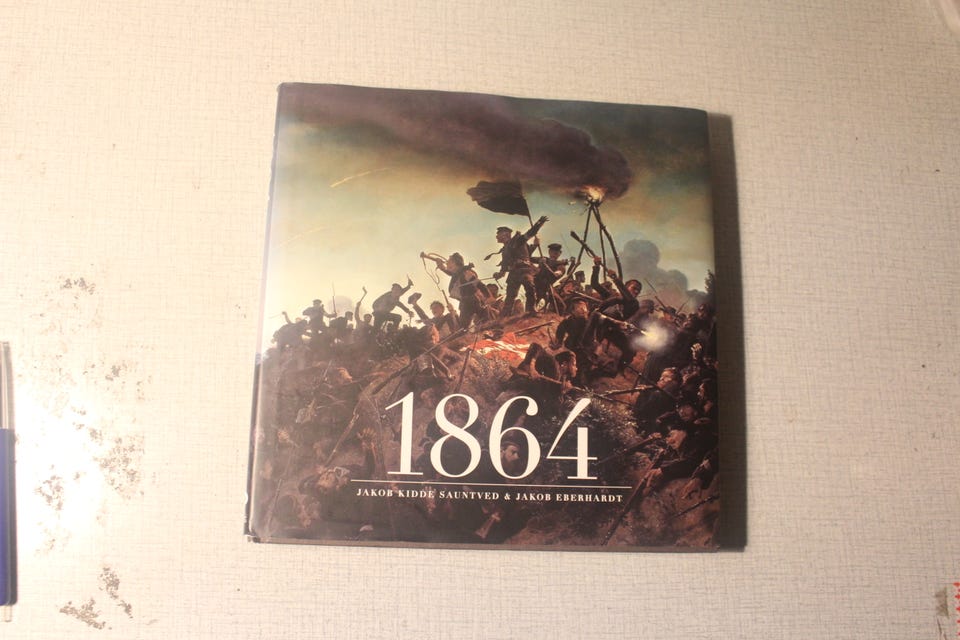 1864
JAKOB KIDDE SAUNTVED & JAKOB EBERHARDT